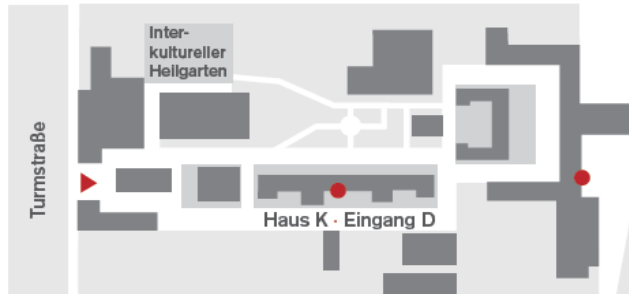 Inter-
kultureller
Heilgarten
Turmstraße
Haus K · Eingang D